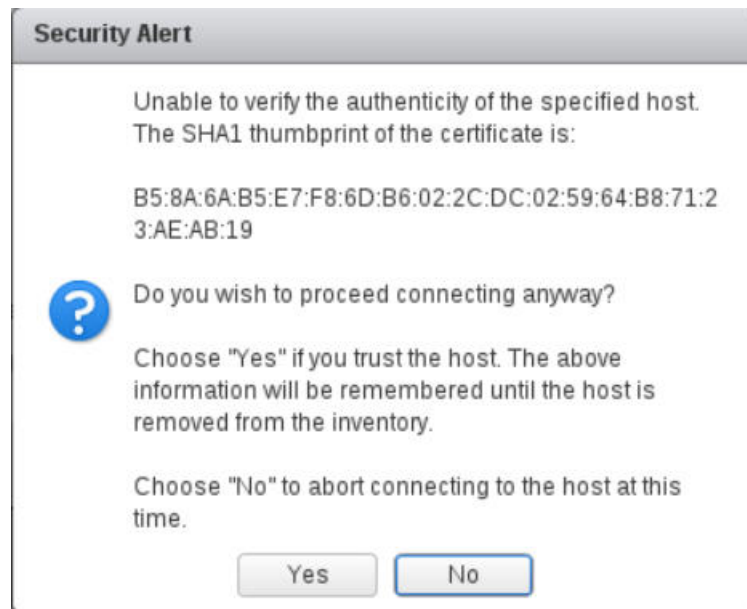 Security Alert
Unable to verify the authenticity of the specified host.
The SHA1 thumbprint of the certificate is:
B5:8A:6A:B5:E7:F8:6D:B6:02:2C:DC:02:59:64:B8:71:2
3:AE:AB:19
Do you wish to proceed connecting anyway?
Choose "Yes" if you trust the host. The above
information will be remembered until the host is
removed from the inventory.
Choose "No" to abort connecting to the host at this
time.
Yes No